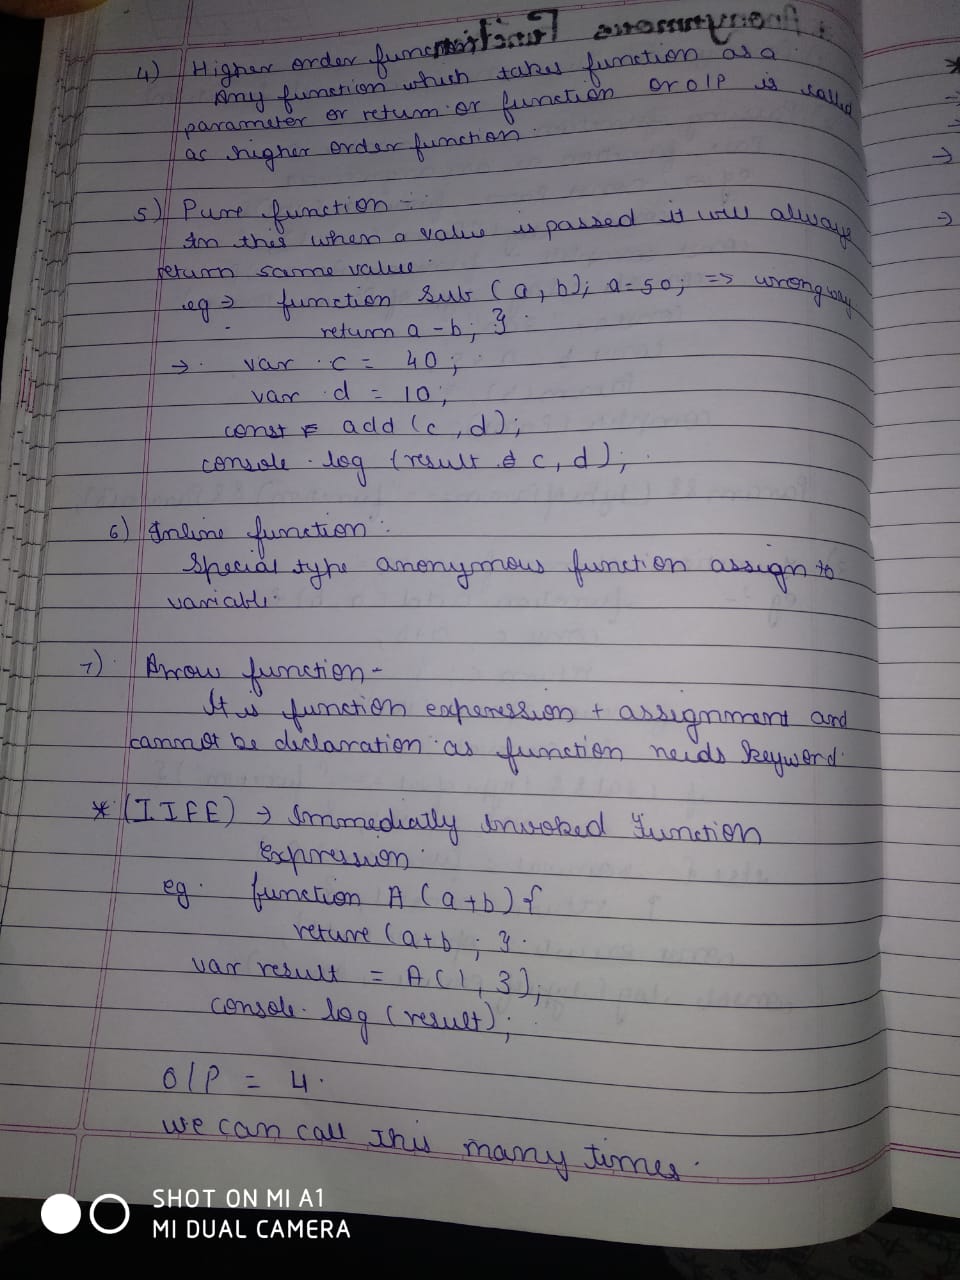 4) Higher order function
Any function which takes function as a
parameter or return or function or O/P is called
as higher order function.
5) Pure function :-
In this when a value is passed it will always
return same value.
eg → function sub (a, b); a=50; => wrong way
return a-b; }
→. var c = 40;
var d = 10;
const = add (c, d);
console.log (result c, d);
6) Inline function :
Special type anonymous function assign to
variable.
7). Arrow function -
It is function experession + assignment and
cannot be declaration as function needs keyword.
* (IIFE) → Immediatly Invoked Function
Expression.
eg. function A (a+b) {
reture (a+b ; }.
var result = A(1, 3);
console.log (result);
O/P = 4.
we can call this many times.
SHOT ON MI A1
MI DUAL CAMERA